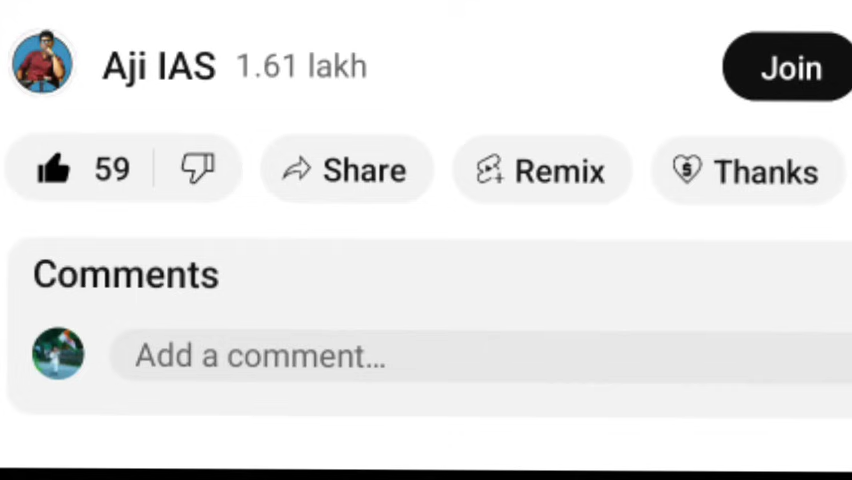 Aji IAS 1.61 lakh Join
59 Share Remix Thanks
Comments
Add a comment...